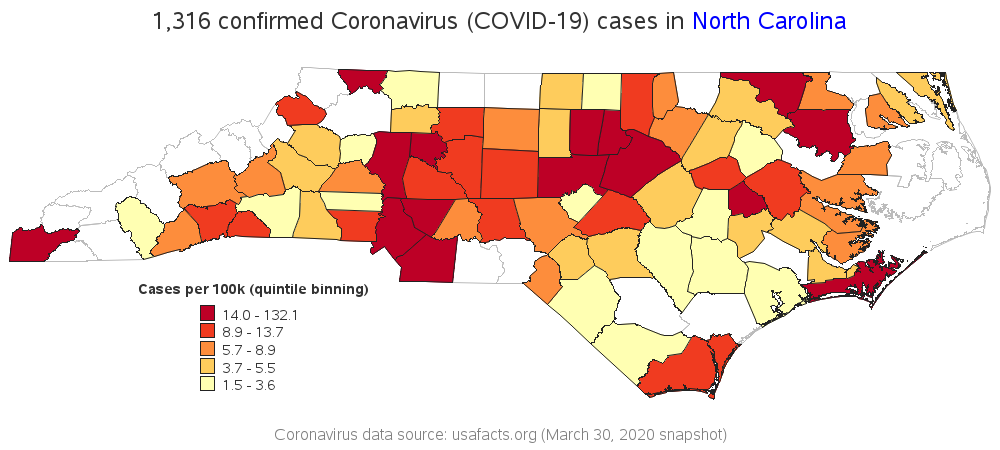 1,316 confirmed Coronavirus (COVID-19) cases in North Carolina
Cases per 100k (quintile binning)
14.0 - 132.1
8.9 - 13.7
5.7 - 8.9
3.7 - 5.5
1.5 - 3.6
Coronavirus data source: usafacts.org (March 30, 2020 snapshot)